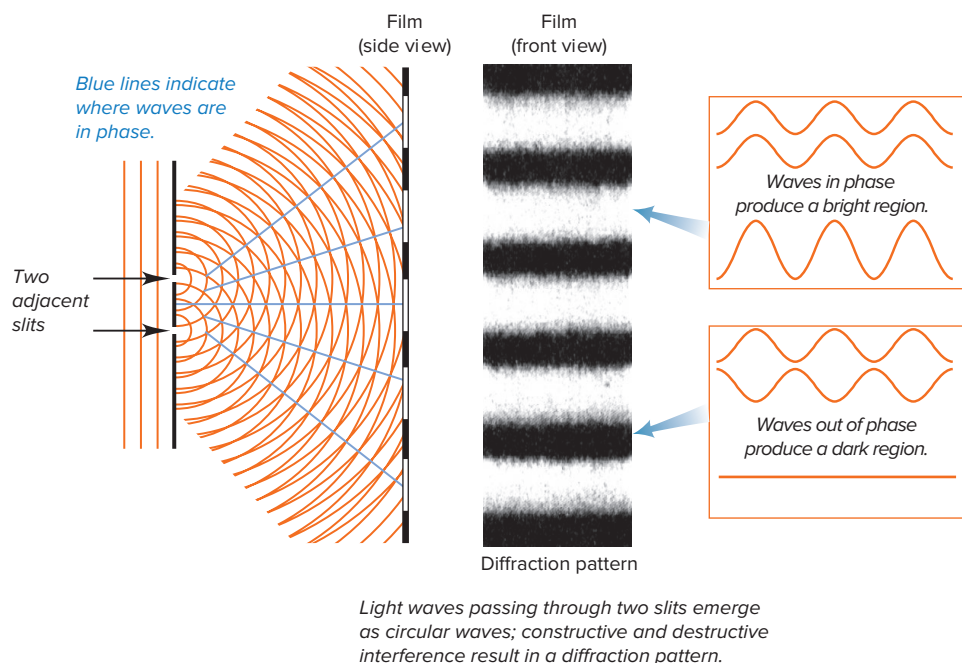 Film
(side view)
Film
(front view)
Blue lines indicate
where waves are
in phase.
Waves in phase
produce a bright region.
Two
adjacent
slits
Waves out of phase
produce a dark region.
Diffraction pattern
Light waves passing through two slits emerge
as circular waves; constructive and destructive
interference result in a diffraction pattern.